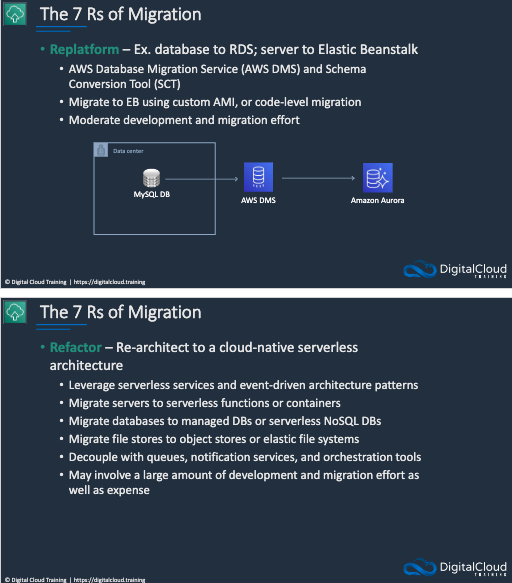 The 7 Rs of Migration
• Replatform – Ex. database to RDS; server to Elastic Beanstalk
• AWS Database Migration Service (AWS DMS) and Schema
Conversion Tool (SCT)
• Migrate to EB using custom AMI, or code-level migration
• Moderate development and migration effort
Data center
MySQL DB
AWS DMS
Amazon Aurora
DigitalCloud
TRAINING
© Digital Cloud Training | https://digitalcloud.training
The 7 Rs of Migration
• Refactor – Re-architect to a cloud-native serverless
architecture
• Leverage serverless services and event-driven architecture patterns
• Migrate servers to serverless functions or containers
• Migrate databases to managed DBs or serverless NoSQL DBs
• Migrate file stores to object stores or elastic file systems
• Decouple with queues, notification services, and orchestration tools
• May involve a large amount of development and migration effort as
well as expense
DigitalCloud
TRAINING
© Digital Cloud Training | https://digitalcloud.training